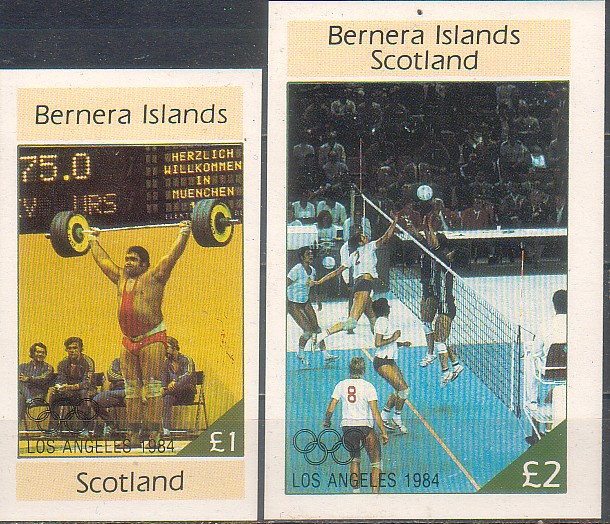 Bernera Islands
75.0
HERZLICH
WILLKOMMEN
IN
MUENCHEN
V URS
LOS ANGELES 1984
£1
Scotland
Bernera Islands
Scotland
2
8
LOS ANGELES 1984
£2